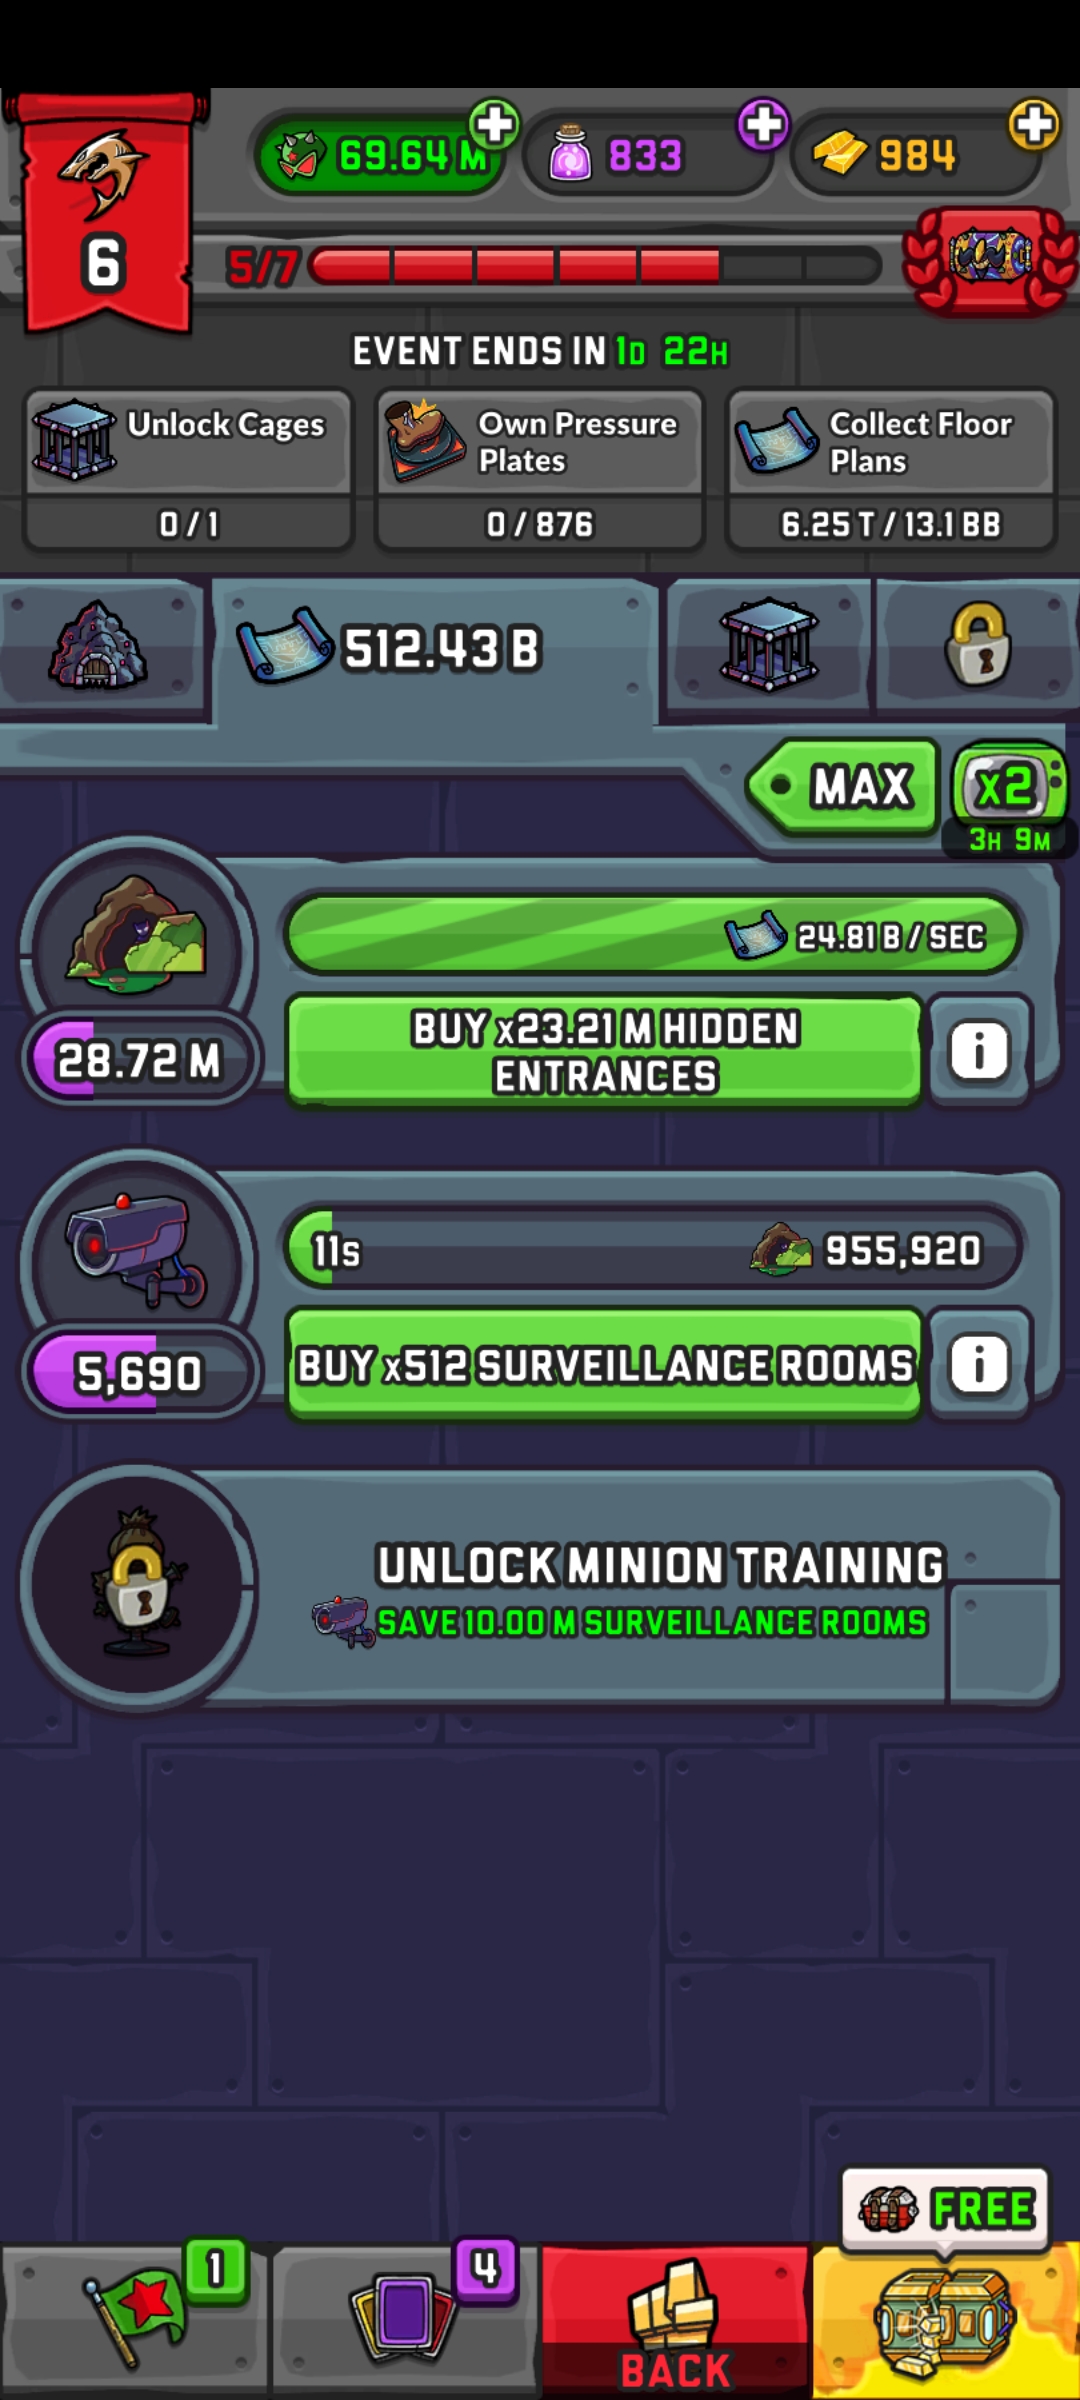 69.64 M
833
984
6
5/7
EVENT ENDS IN 1D 22H
Unlock Cages
0 / 1
Own Pressure
Plates
0 / 876
Collect Floor
Plans
6.25 T / 13.1 BB
512.43 B
MAX
x2
3H 9M
24.81 B / SEC
28.72 M
BUY x23.21 M HIDDEN
ENTRANCES
i
11s
955,920
5,690
BUY x512 SURVEILLANCE ROOMS
i
UNLOCK MINION TRAINING
SAVE 10.00 M SURVEILLANCE ROOMS
FREE
1
4
BACK